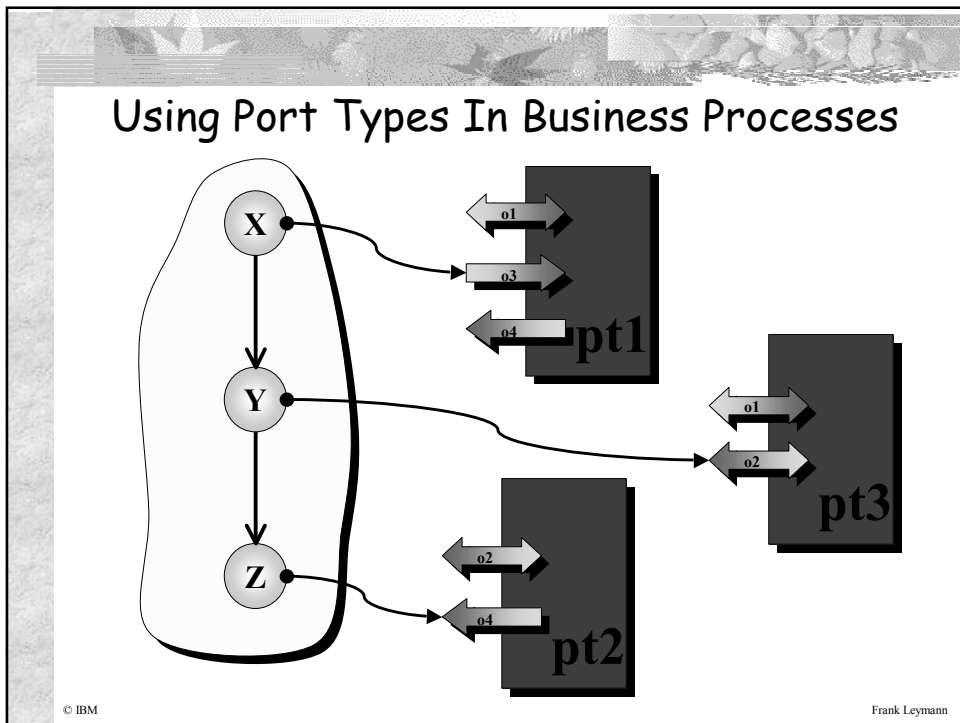 Using Port Types In Business Processes
X
o1
o3
o4
pt1
Y
o1
o2
pt3
Z
o2
o4
pt2
© IBM
Frank Leymann